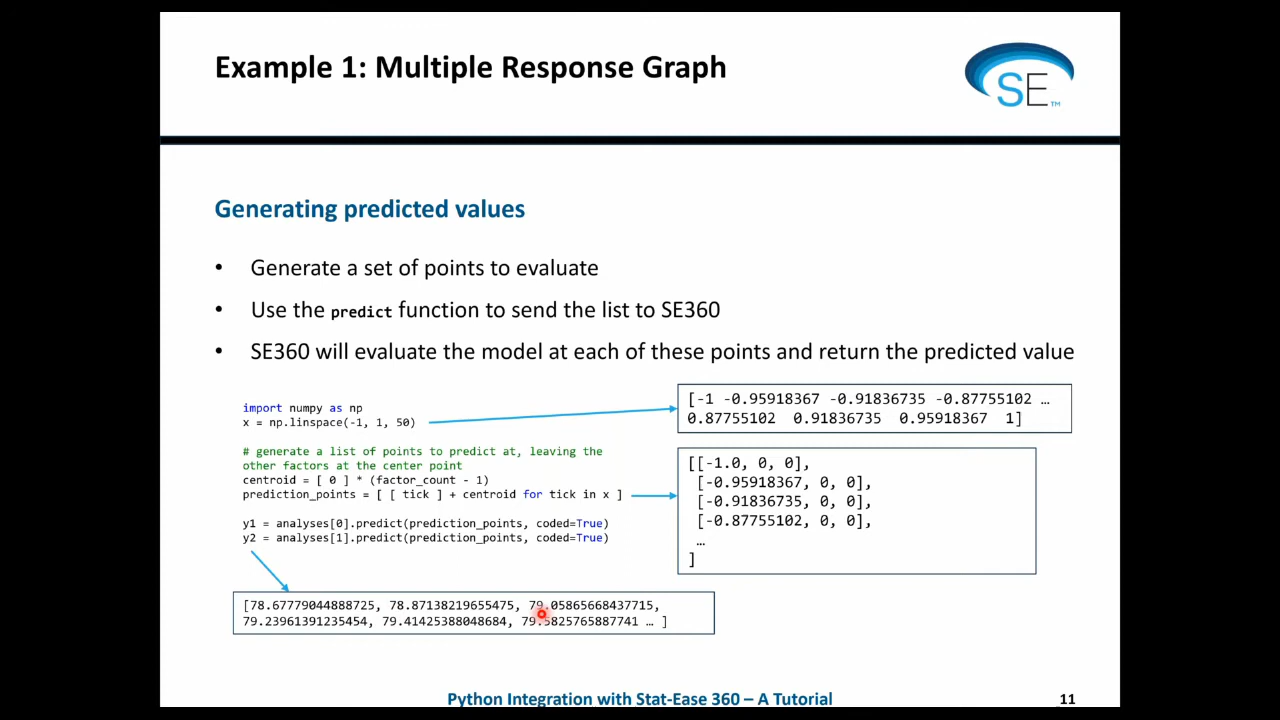 Example 1: Multiple Response Graph
SE™
Generating predicted values
• Generate a set of points to evaluate
• Use the predict function to send the list to SE360
• SE360 will evaluate the model at each of these points and return the predicted value
import numpy as np
x = np.linspace(-1, 1, 50)
# generate a list of points to predict at, leaving the
other factors at the center point
centroid = [ 0 ] * (factor_count - 1)
prediction_points = [ [ tick ] + centroid for tick in x ]
y1 = analyses[0].predict(prediction_points, coded=True)
y2 = analyses[1].predict(prediction_points, coded=True)
[-1 -0.95918367 -0.91836735 -0.87755102 …
0.87755102 0.91836735 0.95918367 1]
[[-1.0, 0, 0],
[-0.95918367, 0, 0],
[-0.91836735, 0, 0],
[-0.87755102, 0, 0],
…
]
[78.67779044888725, 78.87138219655475, 79.05865668437715,
79.23961391235454, 79.41425388048684, 79.5825765887741 … ]
Python Integration with Stat-Ease 360 – A Tutorial
11